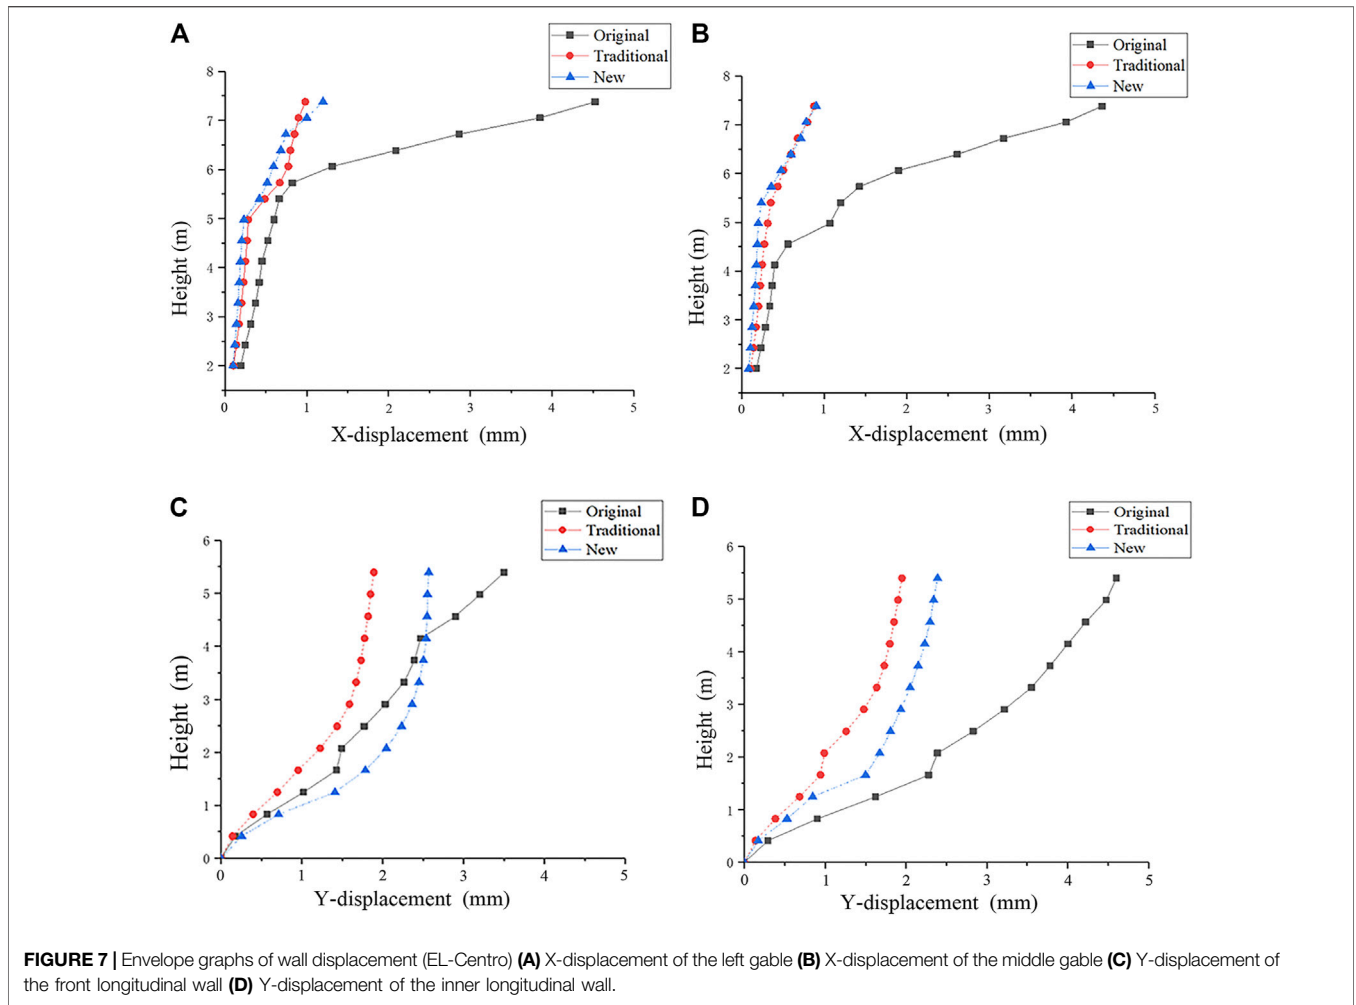 A
Original
Traditional
New
8
7
6
5
4
3
2
Height (m)
0 1 2 3 4 5
X-displacement (mm)
B
Original
Traditional
New
8
7
6
5
4
3
2
Height (m)
0 1 2 3 4 5
X-displacement (mm)
C
Original
Traditional
New
6
5
4
3
2
1
0
Height (m)
0 1 2 3 4 5
Y-displacement (mm)
D
Original
Traditional
New
6
5
4
3
2
1
0
Height (m)
0 1 2 3 4 5
Y-displacement (mm)
FIGURE 7 | Envelope graphs of wall displacement (EL-Centro) (A) X-displacement of the left gable (B) X-displacement of the middle gable (C) Y-displacement of
the front longitudinal wall (D) Y-displacement of the inner longitudinal wall.